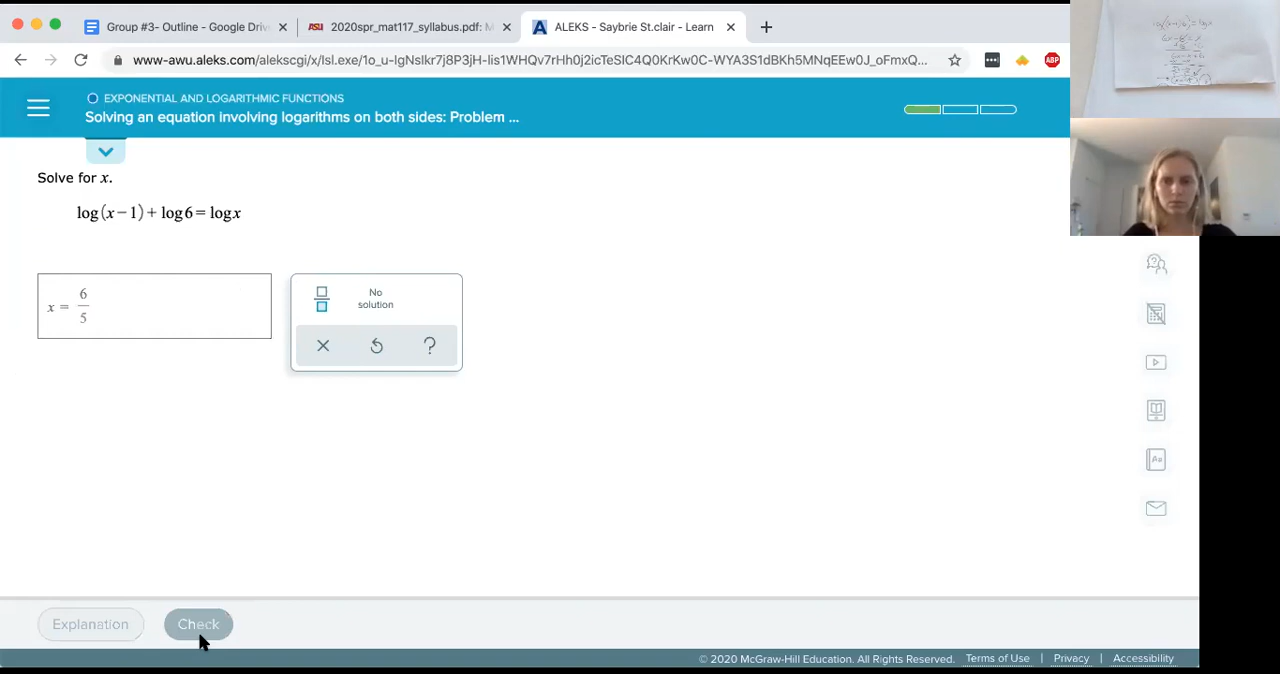 Group #3- Outline - Google Driv
2020spr_mat117_syllabus.pdf: M
ALEKS - Saybrie St.clair - Learn
www-awu.aleks.com/alekscgi/x/Isl.exe/1o_u-IgNsIkr7j8P3jH-Iis1WHQv7rHh0j2icTeSIC4Q0KrKw0C-WYA3S1dBKh5MNqEEw0J_oFmxQ...
ABP
EXPONENTIAL AND LOGARITHMIC FUNCTIONS
Solving an equation involving logarithms on both sides: Problem ...
Solve for x.
log(x−1) + log 6 = log x
x = 6/5
No
solution
?
Explanation
Check
© 2020 McGraw-Hill Education. All Rights Reserved. Terms of Use | Privacy | Accessibility